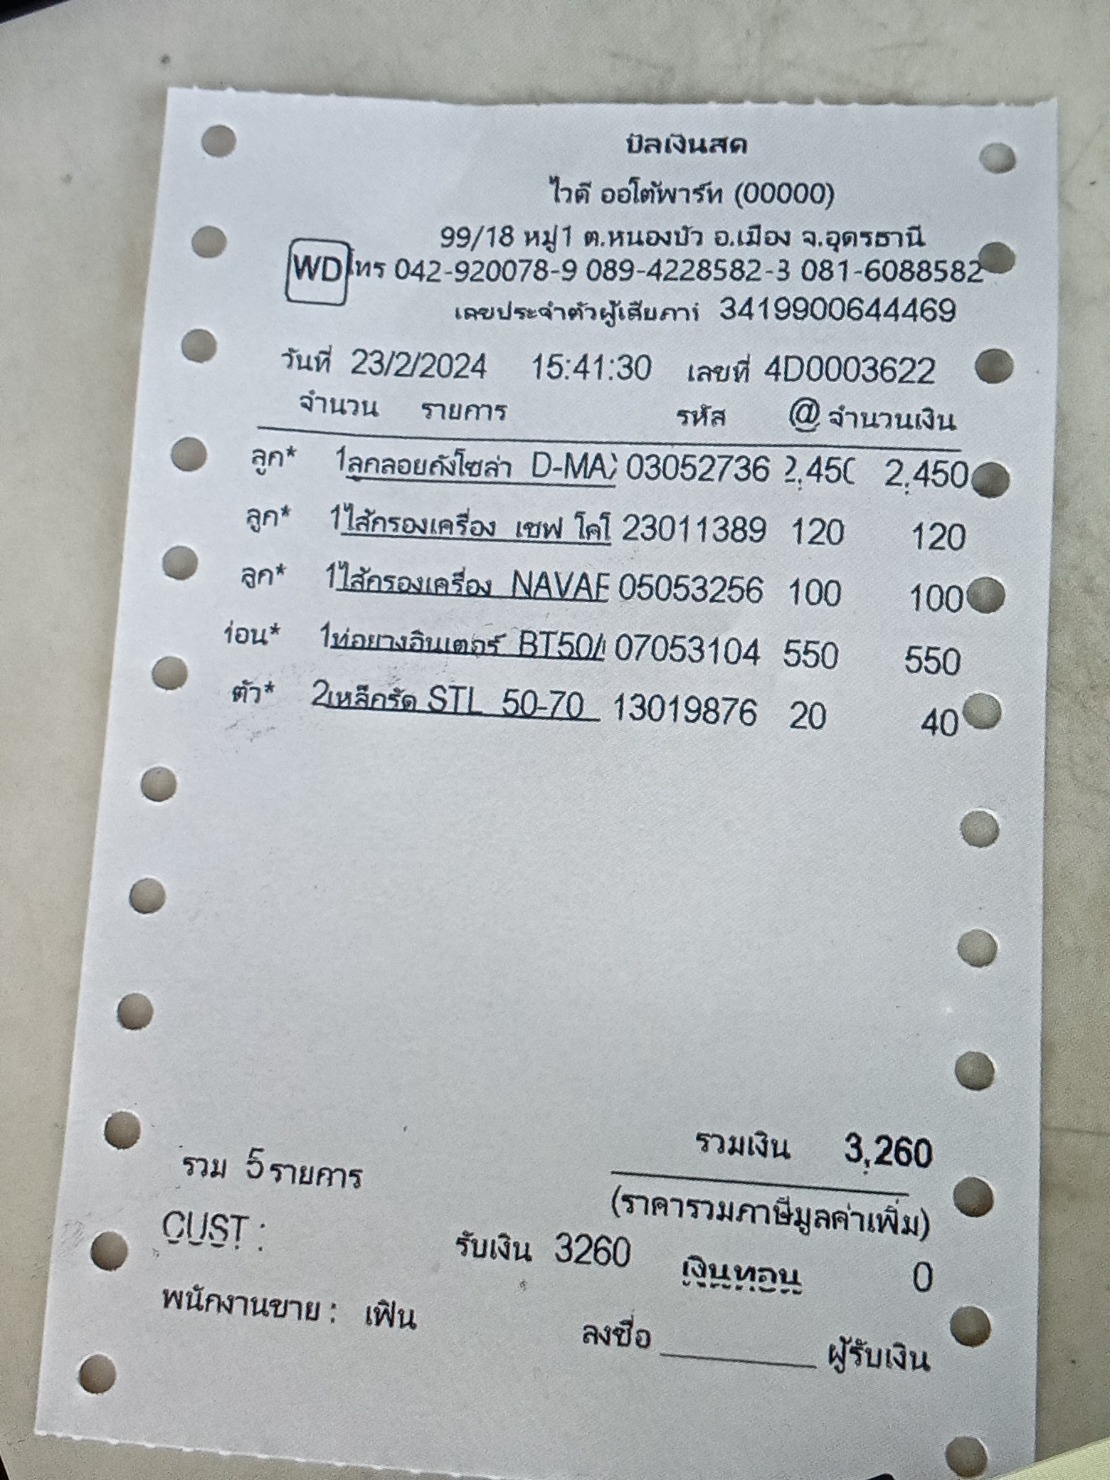 บิลเงินสด
ไวดี ออโต้พาร์ท (00000)
99/18 หมู่1 ต.หนองบัว อ.เมือง จ.อุดรธานี
WD โทร 042-920078-9 089-4228582-3 081-6088582
เลขประจำตัวผู้เสียภาษี 3419900644469
วันที่ 23/2/2024 15:41:30 เลขที่ 4D0003622
จำนวน รายการ รหัส @ จำนวนเงิน
ลูก* 1 ลูกลอยถังโซล่า D-MAX 03052736 2,450 2,450
ลูก* 1 ไส้กรองเครื่อง เชฟ โคโ 23011389 120 120
ลูก* 1 ไส้กรองเครื่อง NAVAR 05053256 100 100
ท่อน* 1 ท่อยางอินเตอร์ BT50/ 07053104 550 550
ตัว* 2 เหล็กรัด STL 50-70 13019876 20 40
รวมเงิน 3,260
รวม 5 รายการ
(ราคารวมภาษีมูลค่าเพิ่ม)
CUST :
รับเงิน 3260 เงินทอน 0
พนักงานขาย : เฟิน
ลงชื่อ ________ ผู้รับเงิน